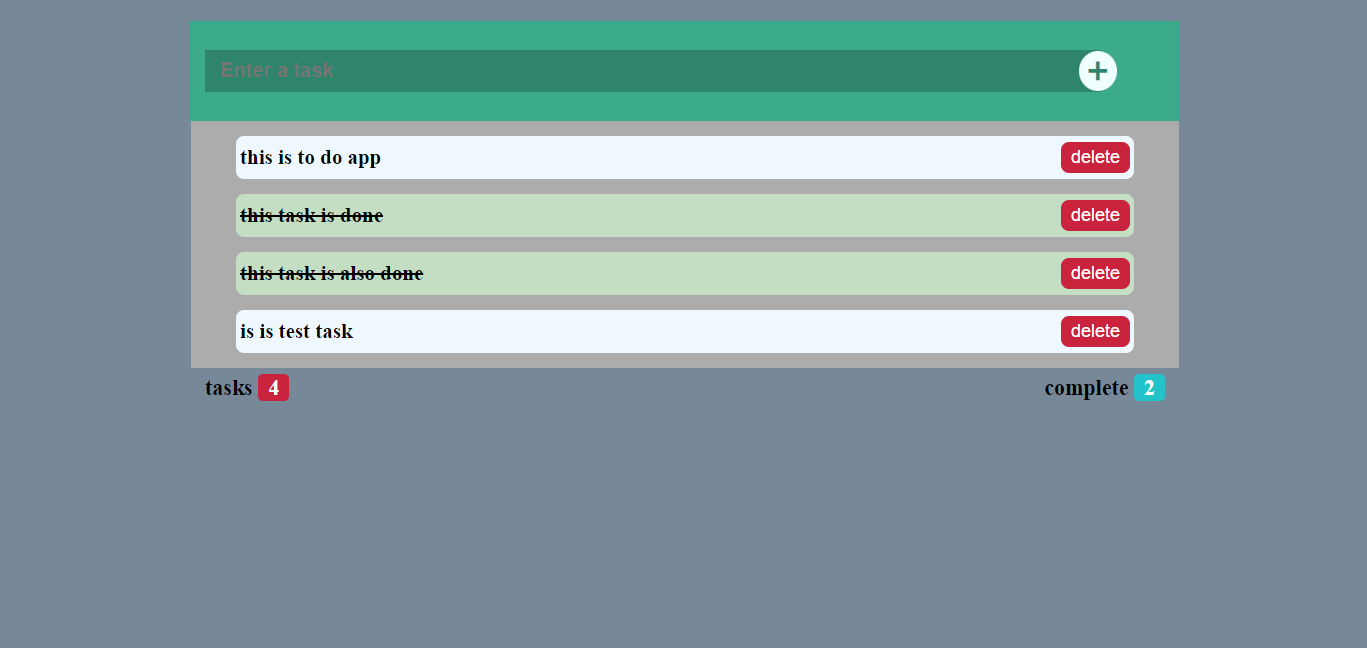 Enter a task
this is to do app delete
this task is done delete
this task is also done delete
is is test task delete
tasks 4 complete 2